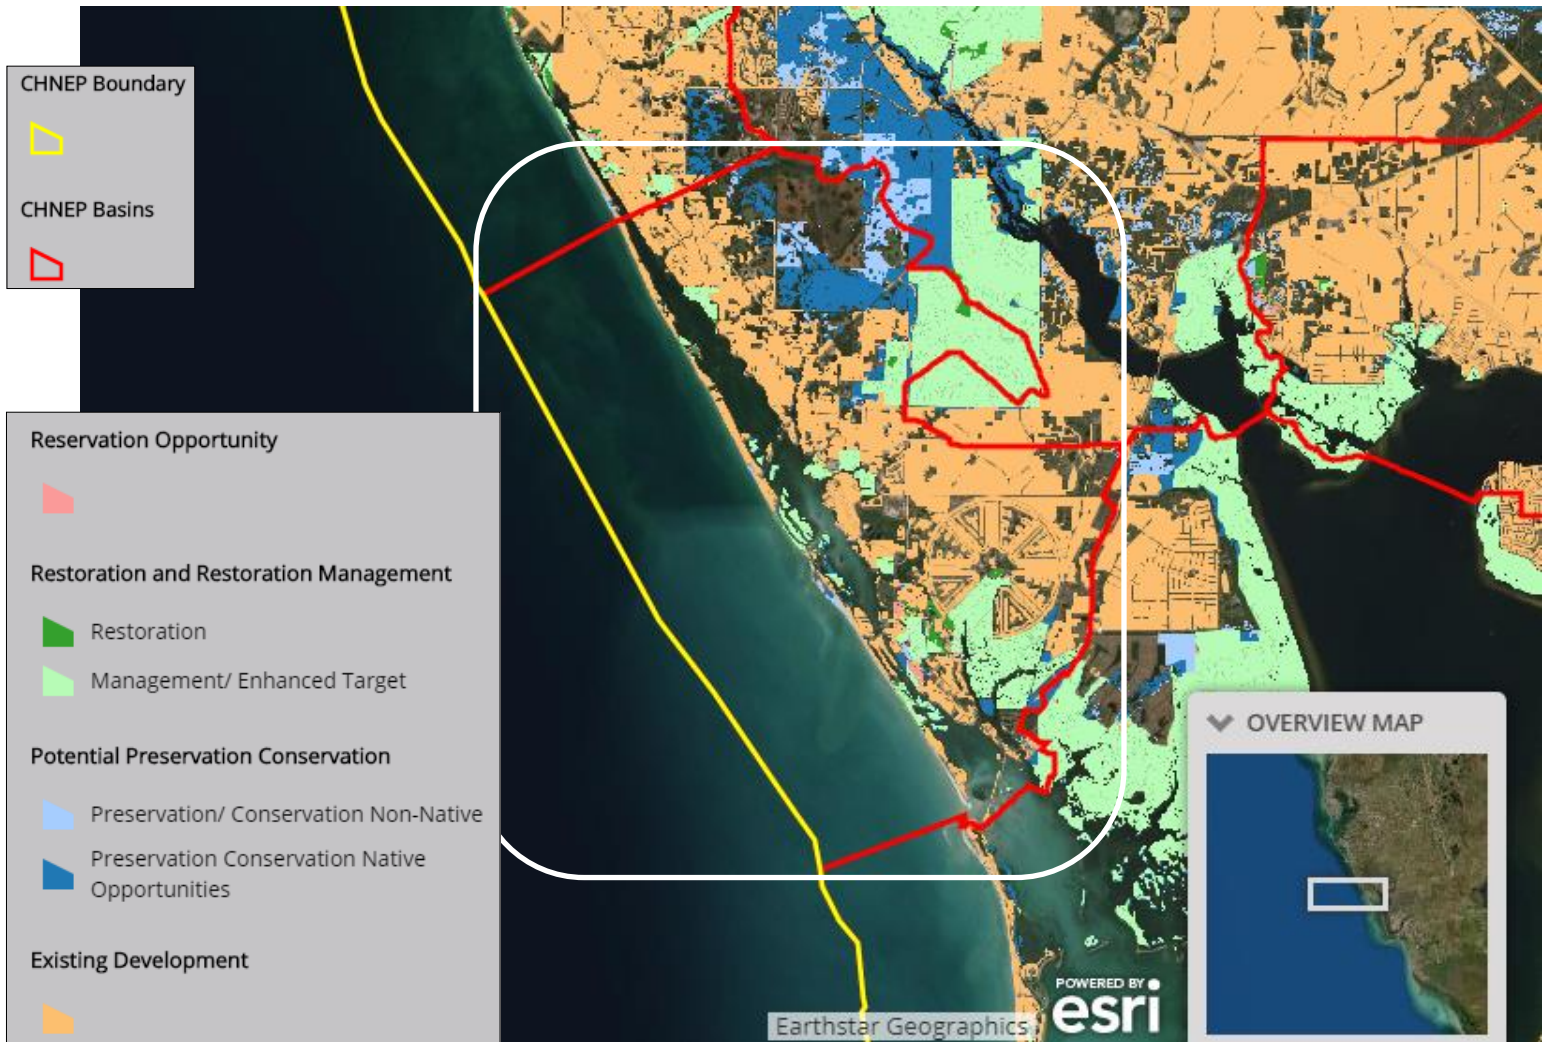 CHNEP Boundary
CHNEP Basins
Reservation Opportunity
Restoration and Restoration Management
Restoration
Management/ Enhanced Target
Potential Preservation Conservation
Preservation/ Conservation Non-Native
Preservation Conservation Native
Opportunities
Existing Development
OVERVIEW MAP
POWERED BY
esri
Earthstar Geographics